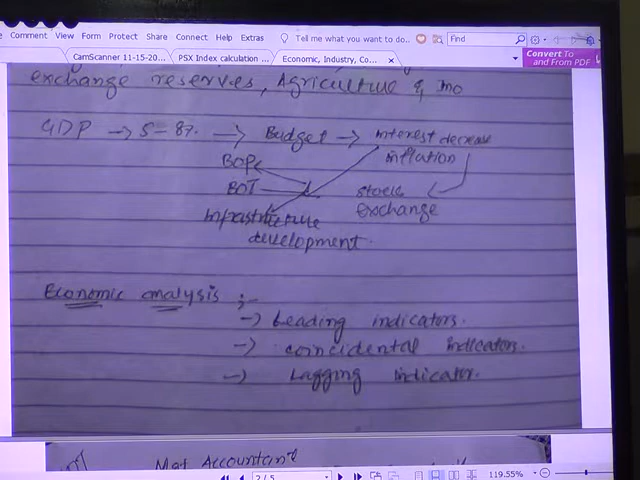 Comment View Form Protect Share Connect Help Extras Tell me what you want to do.. Find
CamScanner 11-15-20... PSX Index calculation ... Economic, Industry, Co... ×
Convert To
and From PDF
exchange reserves, Agriculture &
GDP → 5-8%. → Budget → interest decrease
inflation
BOP
BOT
stock
exchange
infrastructure
development.
Economic analysis ;-
→ Leading indicators.
→ coincidental indicators.
→ Lagging indicator.
Mgt Accountant
2 / 5 119.55%